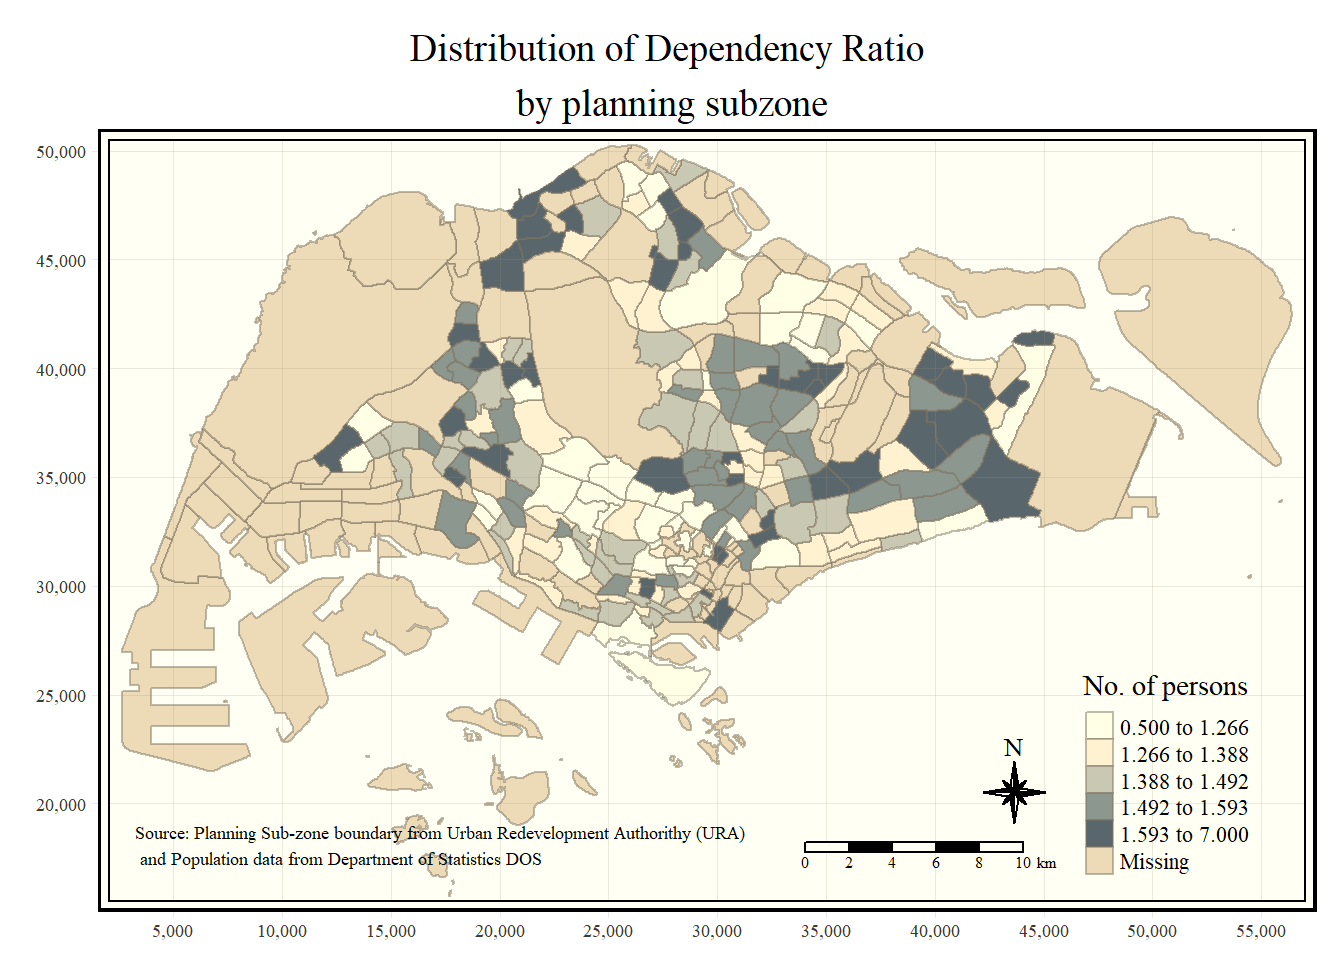 Distribution of Dependency Ratio
by planning subzone
50,000
45,000
40,000
35,000
30,000
25,000
20,000
No. of persons
0.500 to 1.266
1.266 to 1.388
1.388 to 1.492
1.492 to 1.593
1.593 to 7.000
Missing
N
Source: Planning Sub-zone boundary from Urban Redevelopment Authorithy (URA)
and Population data from Department of Statistics DOS
0 2 4 6 8 10 km
5,000 10,000 15,000 20,000 25,000 30,000 35,000 40,000 45,000 50,000 55,000